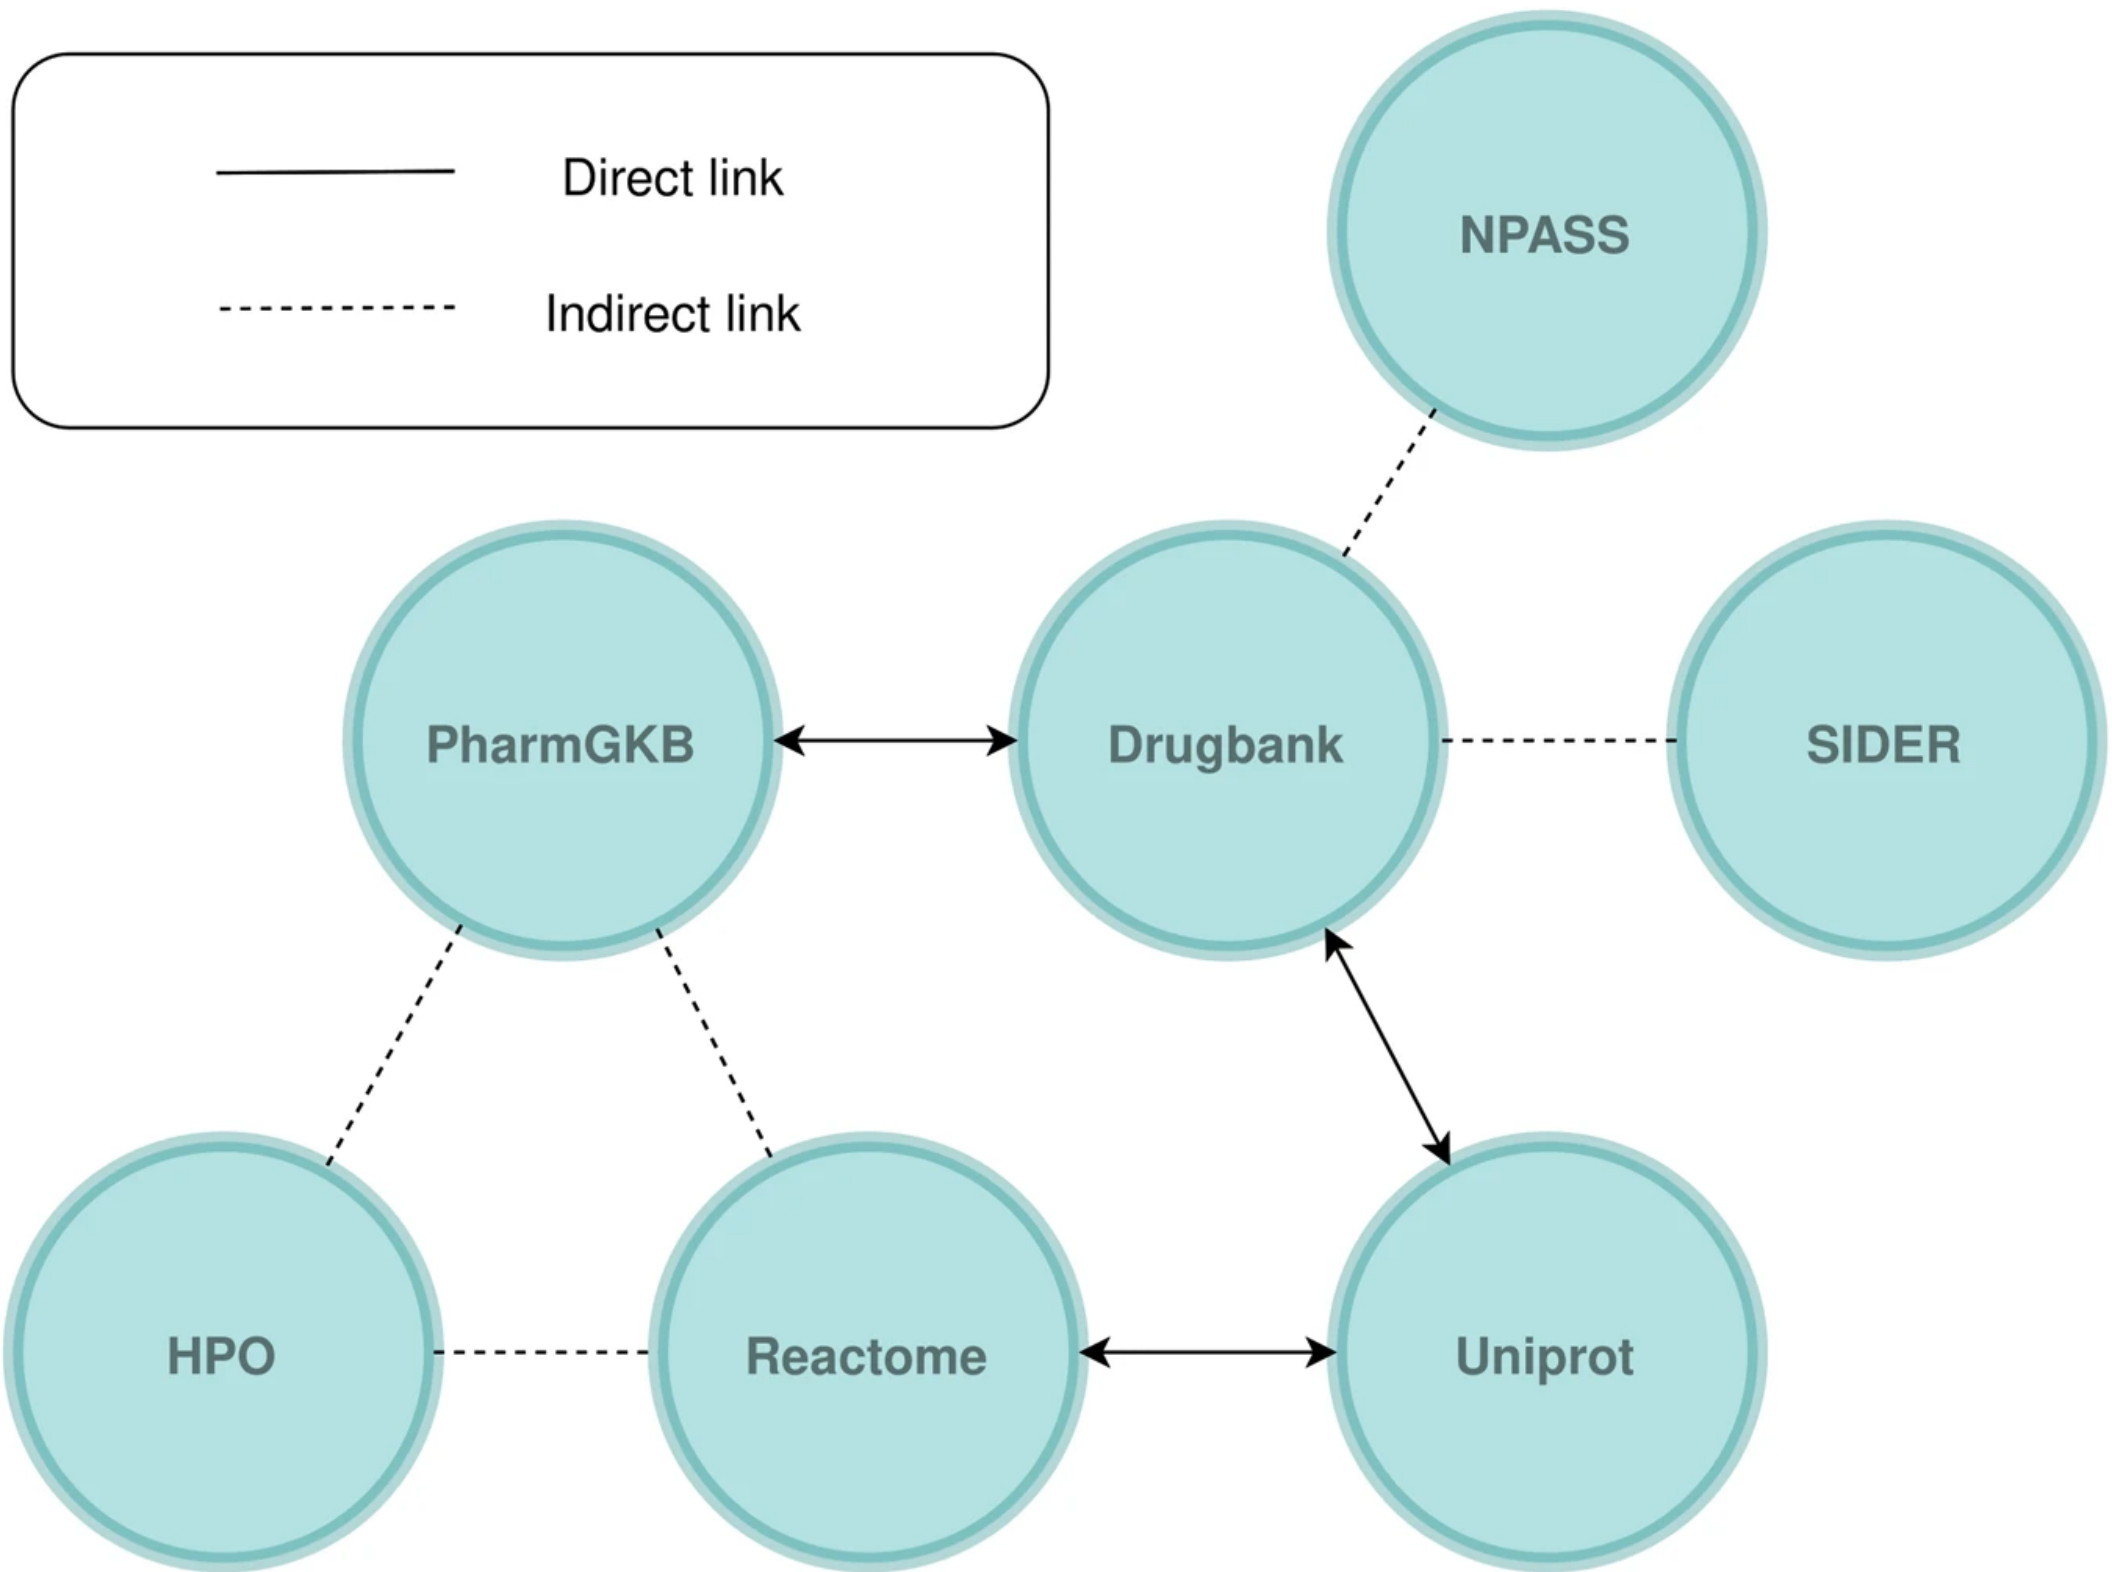 Direct link
Indirect link
NPASS
PharmGKB
Drugbank
SIDER
HPO
Reactome
Uniprot